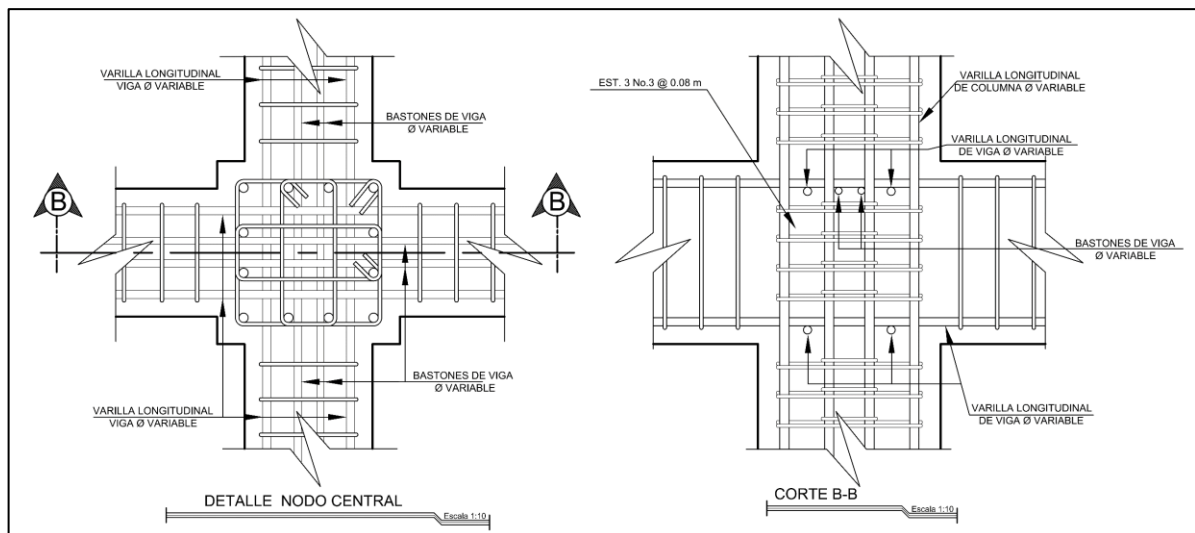 VARILLA LONGITUDINAL
VIGA Ø VARIABLE
BASTONES DE VIGA
Ø VARIABLE
B
B
BASTONES DE VIGA
Ø VARIABLE
VARILLA LONGITUDINAL
VIGA Ø VARIABLE
DETALLE NODO CENTRAL
Escala 1:10
EST. 3 No.3 @ 0.08 m
VARILLA LONGITUDINAL
DE COLUMNA Ø VARIABLE
VARILLA LONGITUDINAL
DE VIGA Ø VARIABLE
BASTONES DE VIGA
Ø VARIABLE
VARILLA LONGITUDINAL
DE VIGA Ø VARIABLE
CORTE B-B
Escala 1:10